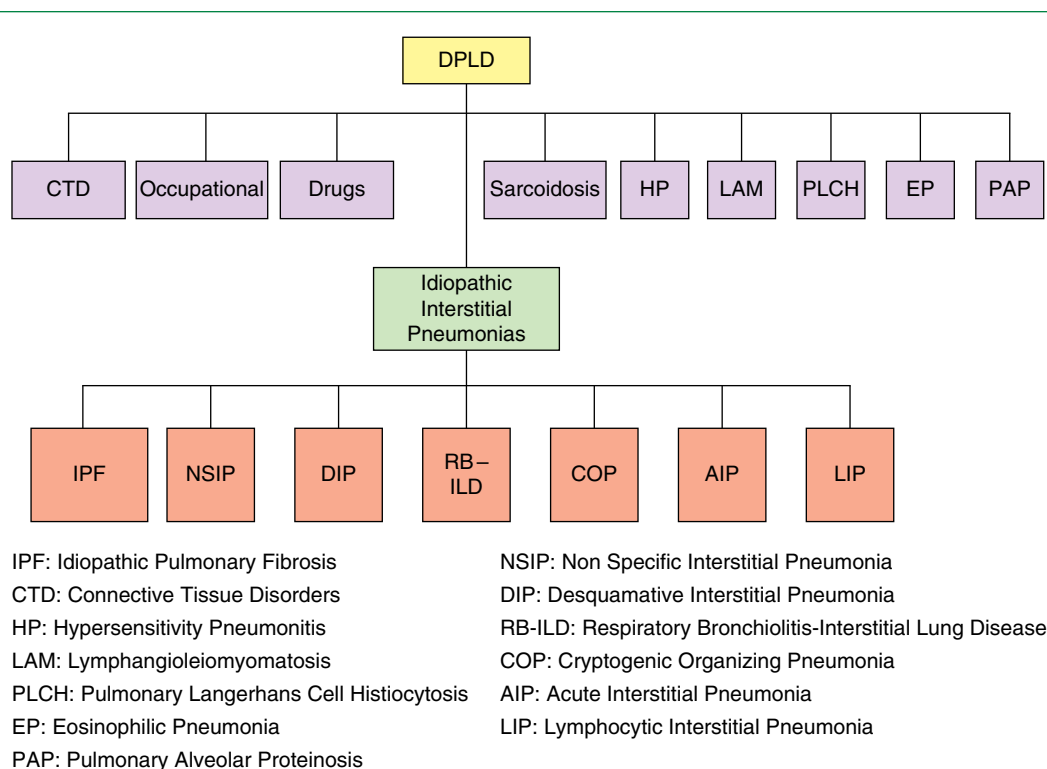 DPLD
CTD
Occupational
Drugs
Sarcoidosis
HP
LAM
PLCH
EP
PAP
Idiopathic
Interstitial
Pneumonias
IPF
NSIP
DIP
RB–
ILD
COP
AIP
LIP
IPF: Idiopathic Pulmonary Fibrosis
CTD: Connective Tissue Disorders
HP: Hypersensitivity Pneumonitis
LAM: Lymphangioleiomyomatosis
PLCH: Pulmonary Langerhans Cell Histiocytosis
EP: Eosinophilic Pneumonia
PAP: Pulmonary Alveolar Proteinosis
NSIP: Non Specific Interstitial Pneumonia
DIP: Desquamative Interstitial Pneumonia
RB-ILD: Respiratory Bronchiolitis-Interstitial Lung Disease
COP: Cryptogenic Organizing Pneumonia
AIP: Acute Interstitial Pneumonia
LIP: Lymphocytic Interstitial Pneumonia